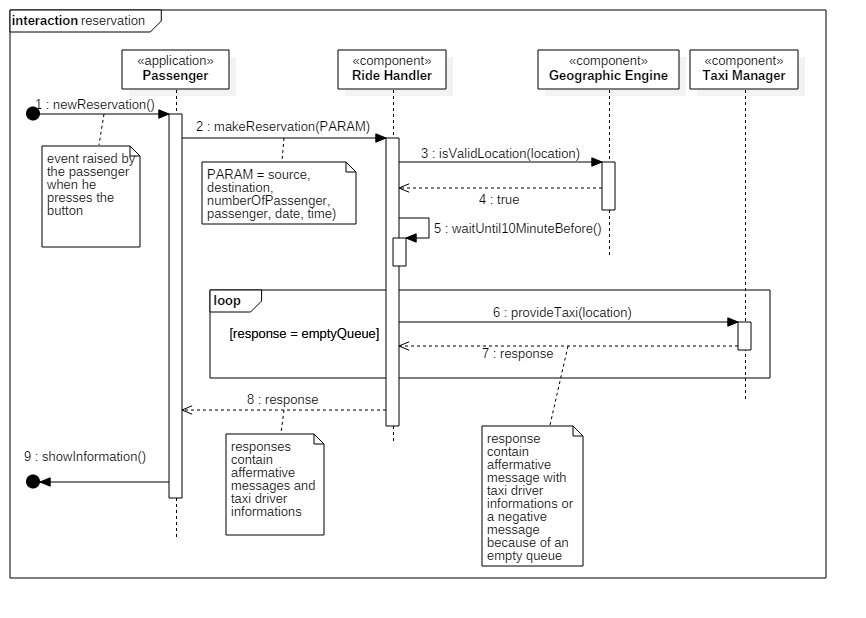 interaction reservation
«application»
Passenger
«component»
Ride Handler
«component»
Geographic Engine
«component»
Taxi Manager
1 : newReservation()
event raised by
the passenger
when he
presses the
button
2 : makeReservation(PARAM)
PARAM = source,
destination,
numberOfPassenger,
passenger, date, time)
3 : isValidLocation(location)
4 : true
5 : waitUntil10MinuteBefore()
loop
[response = emptyQueue]
6 : provideTaxi(location)
7 : response
8 : response
responses
contain
affermative
messages and
taxi driver
informations
response
contain
affermative
message with
taxi driver
informations or
a negative
message
because of an
empty queue
9 : showInformation()